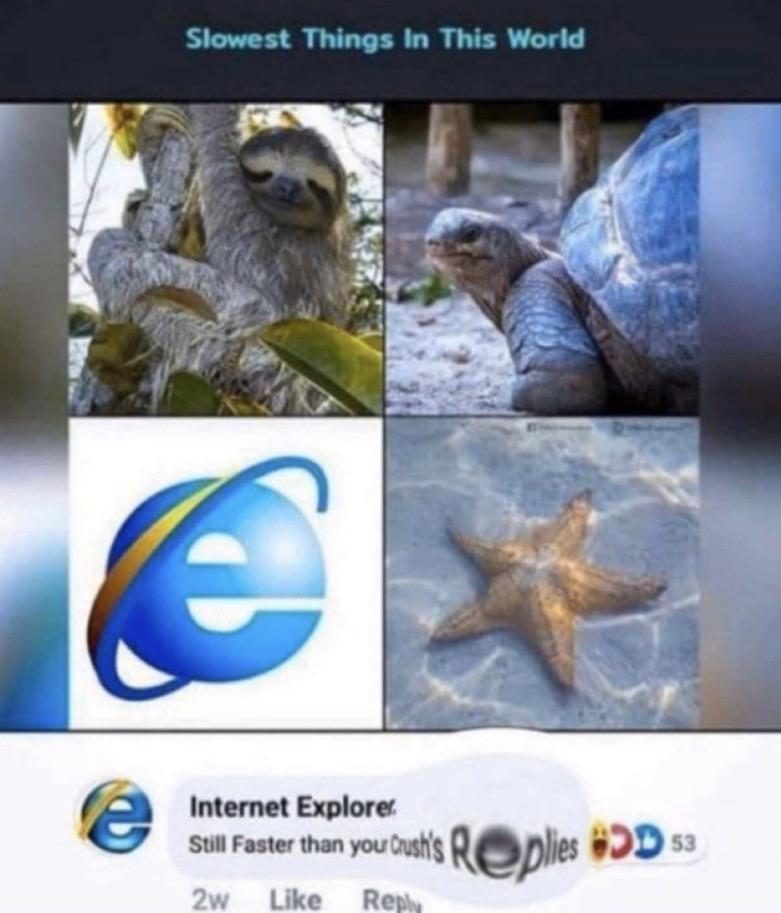 Slowest Things In This World
Internet Explorer
Still Faster than your Crush's Replies 53
2w Like Reply